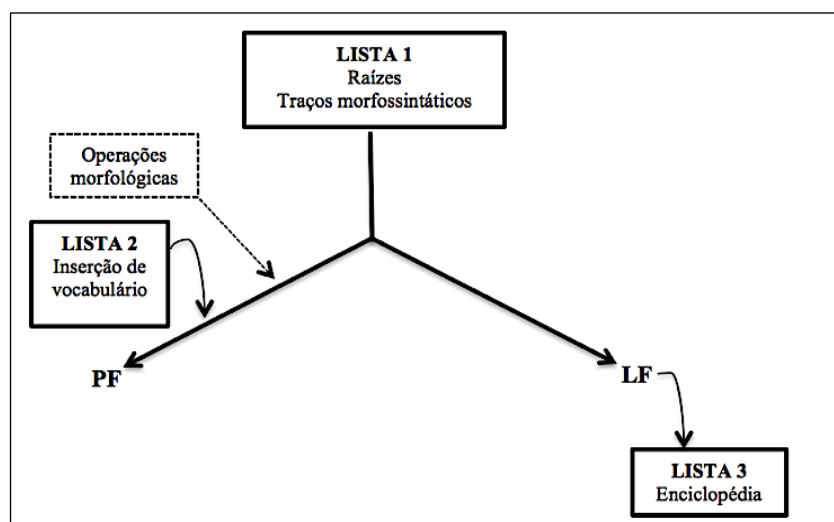 LISTA 1
Raízes
Traços morfossintáticos
Operações
morfológicas
LISTA 2
Inserção de
vocabulário
PF
LF
LISTA 3
Enciclopédia